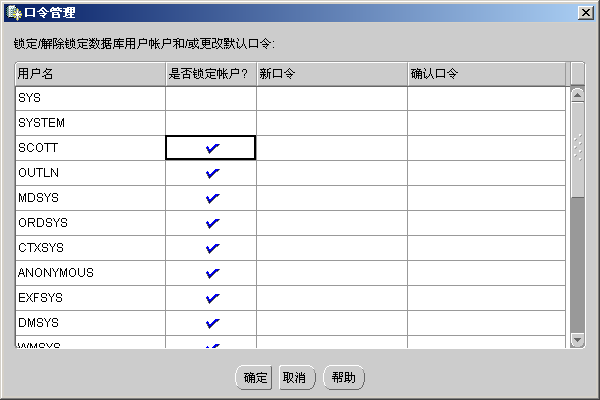 口令管理
锁定/解除锁定数据库用户帐户和/或更改默认口令:
用户名 是否锁定帐户? 新口令 确认口令
SYS
SYSTEM
SCOTT
OUTLN
MDSYS
ORDSYS
CTXSYS
ANONYMOUS
EXFSYS
DMSYS
WMSYS
确定 取消 帮助